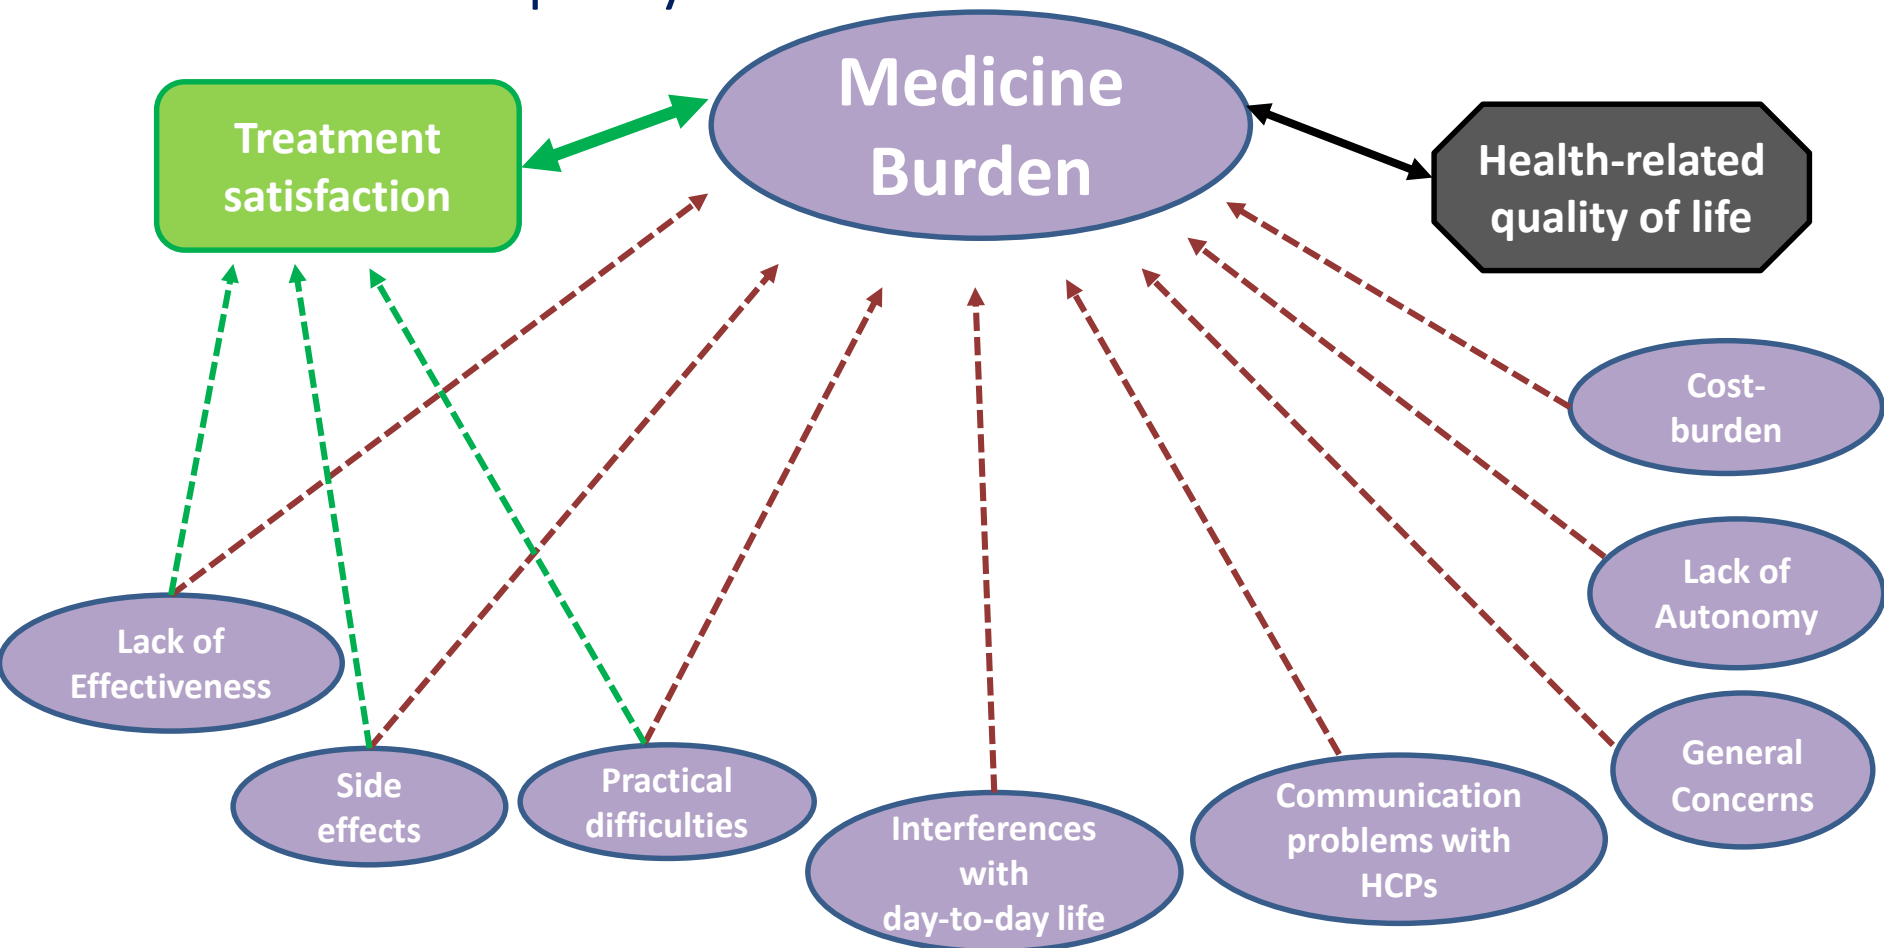 Medicine
Burden
Treatment
satisfaction
Health-related
quality of life
Cost-
burden
Lack of
Autonomy
Lack of
Effectiveness
General
Concerns
Side
effects
Practical
difficulties
Interferences
with
day-to-day life
Communication
problems with
HCPs